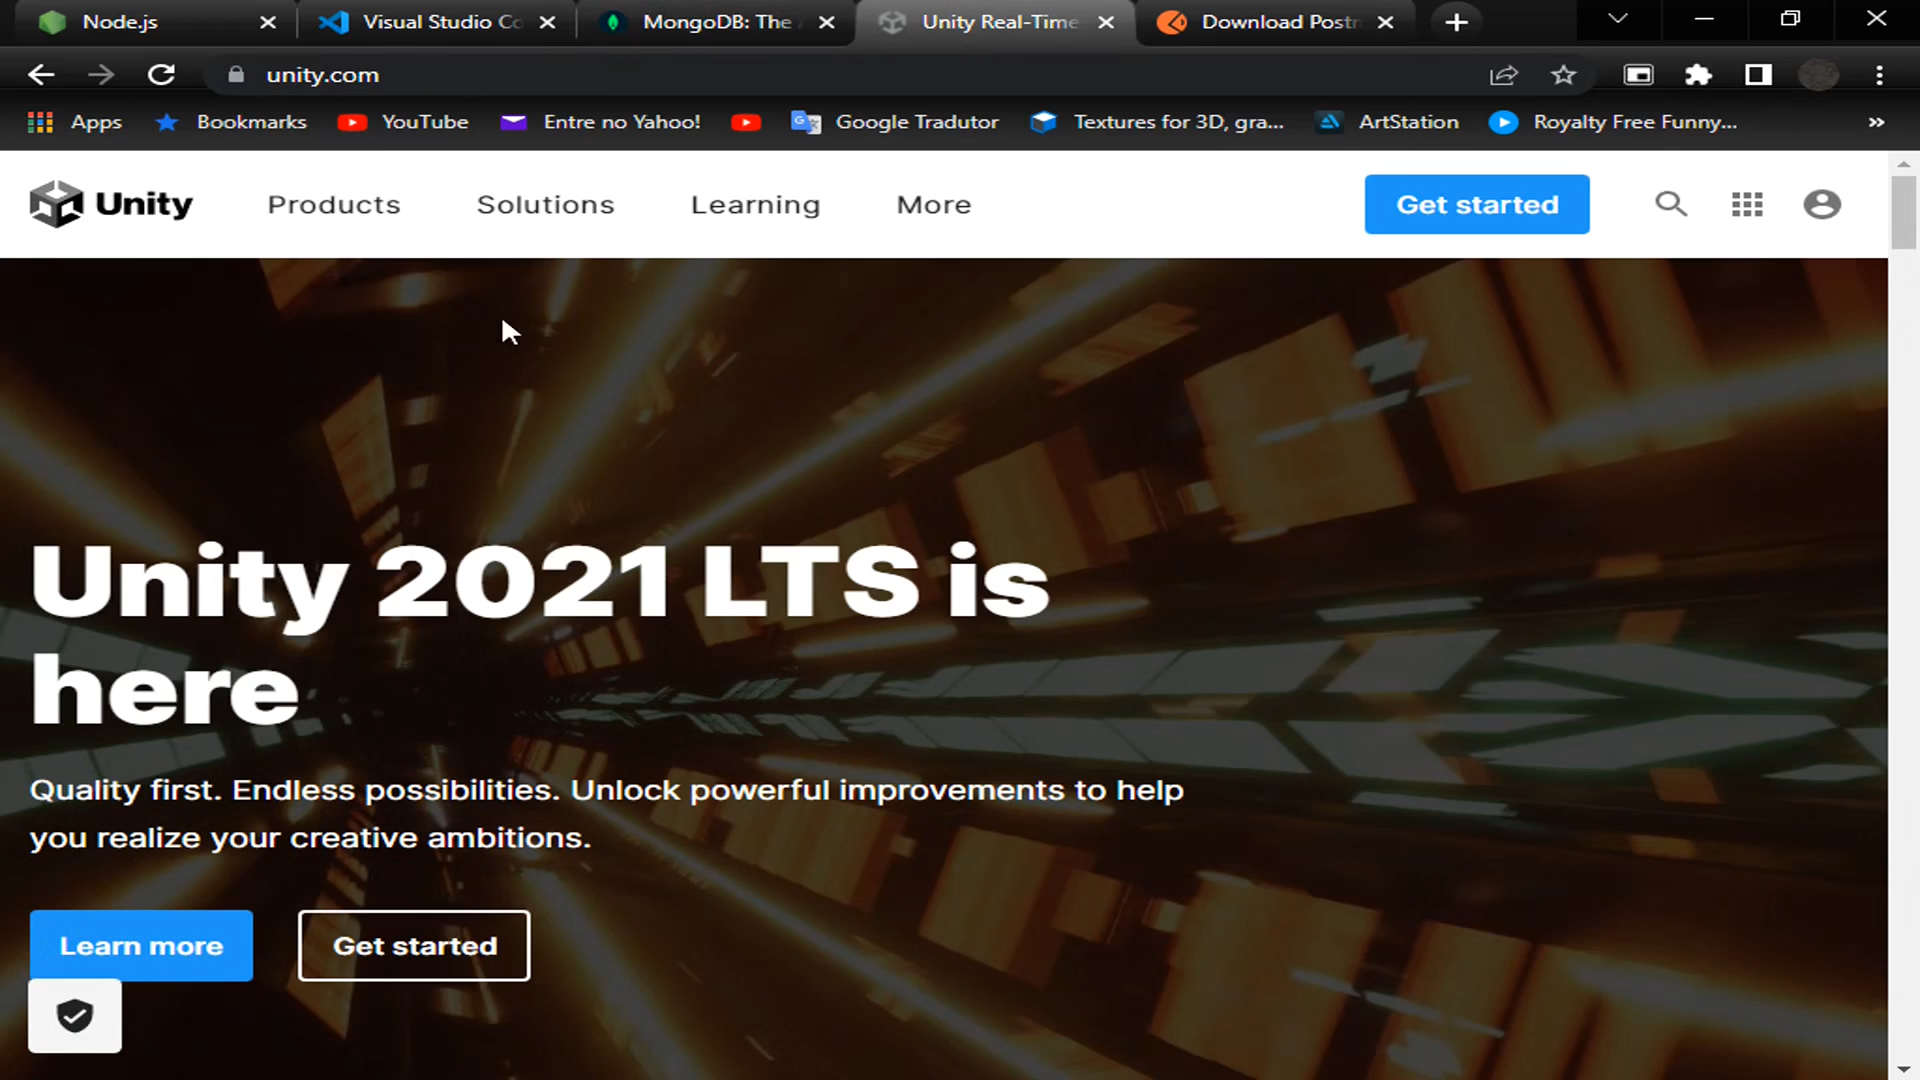 Node.js Visual Studio Co MongoDB: The Unity Real-Time Download Postr
unity.com
Apps Bookmarks YouTube Entre no Yahoo! Google Tradutor Textures for 3D, gra... ArtStation Royalty Free Funny... »
Unity Products Solutions Learning More Get started
Unity 2021 LTS is
here
Quality first. Endless possibilities. Unlock powerful improvements to help
you realize your creative ambitions.
Learn more Get started